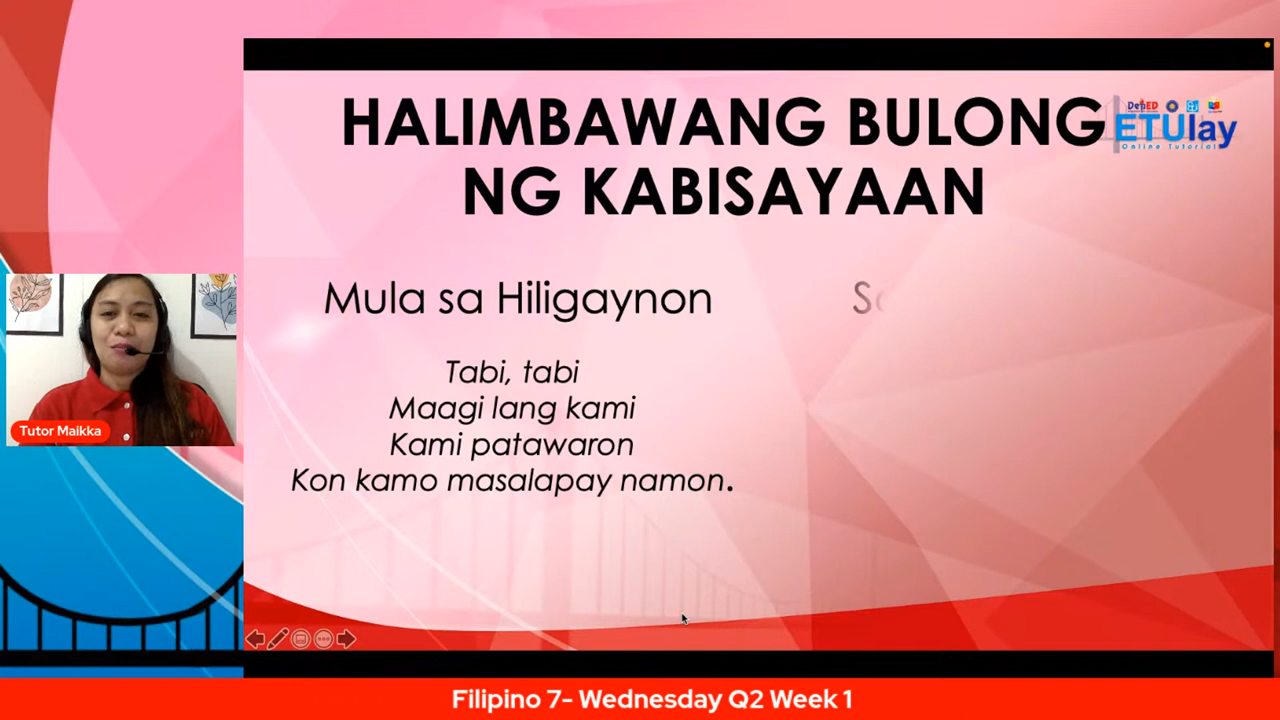 HALIMBAWANG BULONG
NG KABISAYAAN
DepED
ETUlay
Online Tutorial
Mula sa Hiligaynon
Tabi, tabi
Maagi lang kami
Kami patawaron
Kon kamo masalapay namon.
Tutor Maikka
Filipino 7- Wednesday Q2 Week 1